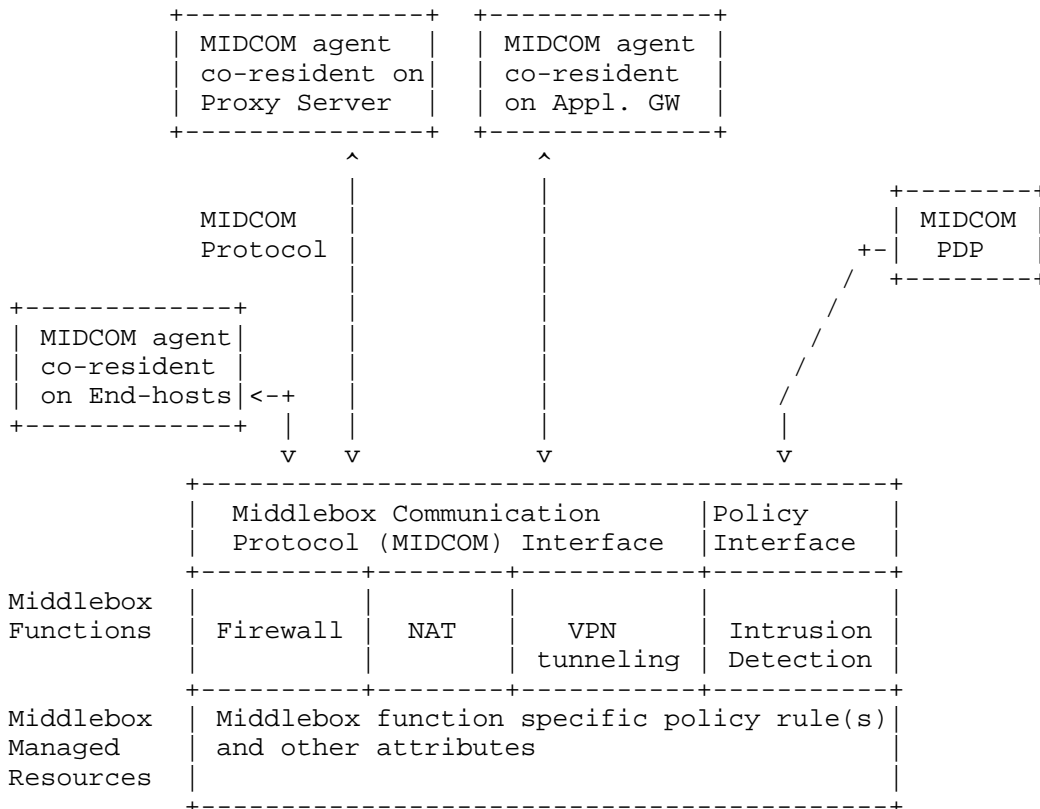 MIDCOM agent
co-resident on
Proxy Server
MIDCOM agent
co-resident
on Appl. GW
MIDCOM
Protocol
MIDCOM
PDP
MIDCOM agent
co-resident
on End-hosts
Middlebox Communication
Protocol (MIDCOM) Interface
Policy
Interface
Middlebox
Functions
Firewall
NAT
VPN
tunneling
Intrusion
Detection
Middlebox
Managed
Resources
Middlebox function specific policy rule(s)
and other attributes